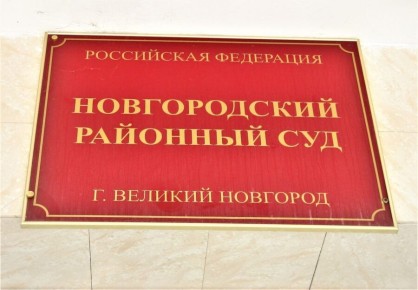 РОССИЙСКАЯ ФЕДЕРАЦИЯ
НОВГОРОДСКИЙ
РАЙОННЫЙ СУД
Г. ВЕЛИКИЙ НОВГОРОД